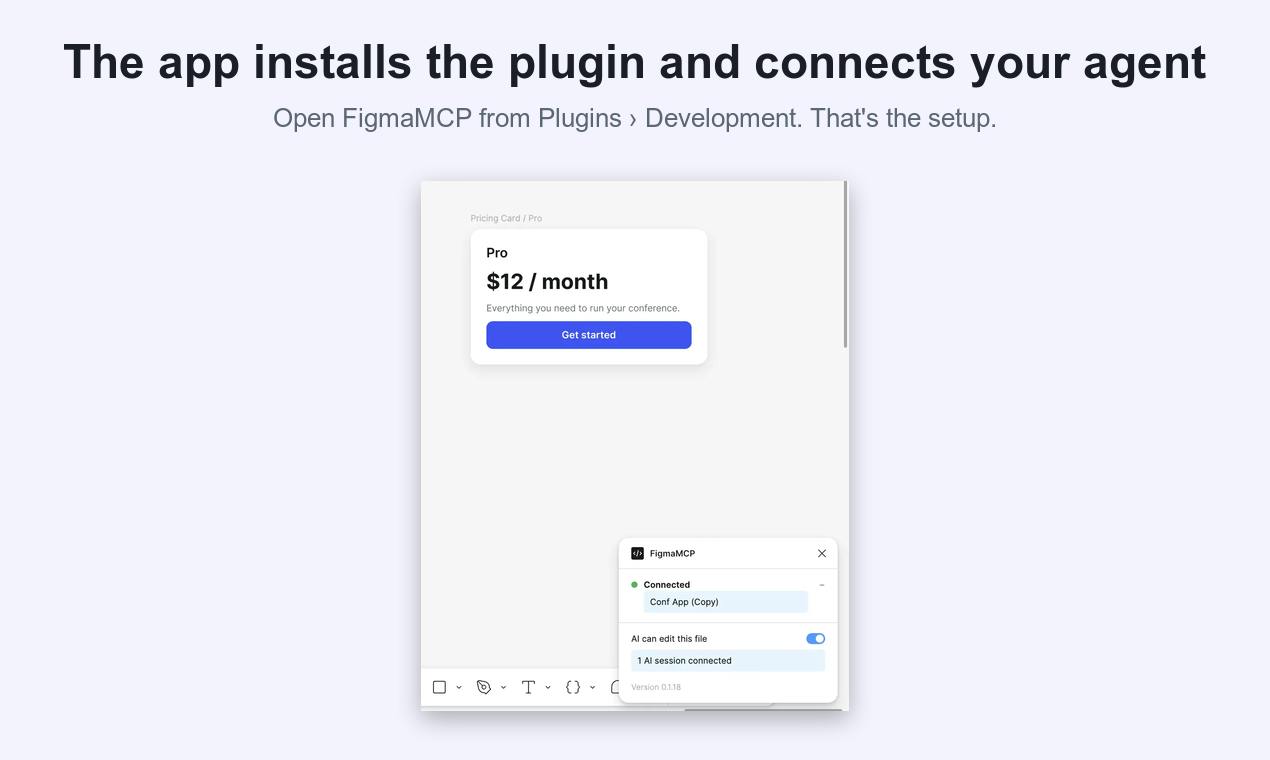 The app installs the plugin and connects your agent
Open FigmaMCP from Plugins › Development. That's the setup.
Pricing Card / Pro
Pro
$12 / month
Everything you need to run your conference.
Get started
FigmaMCP
Connected
Conf App (Copy)
AI can edit this file
1 AI session connected
Version 0.1.18